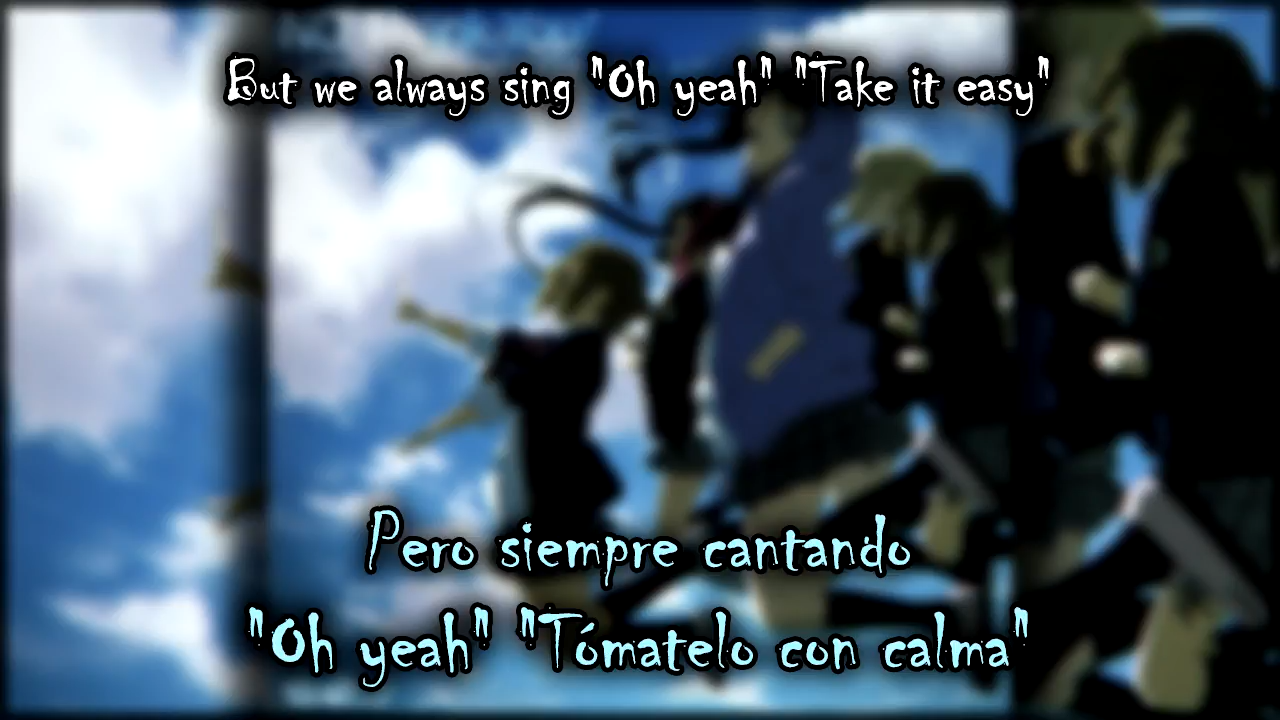 But we always sing "Oh yeah" "Take it easy"
Pero siempre cantando
"Oh yeah" "Tómatelo con calma"